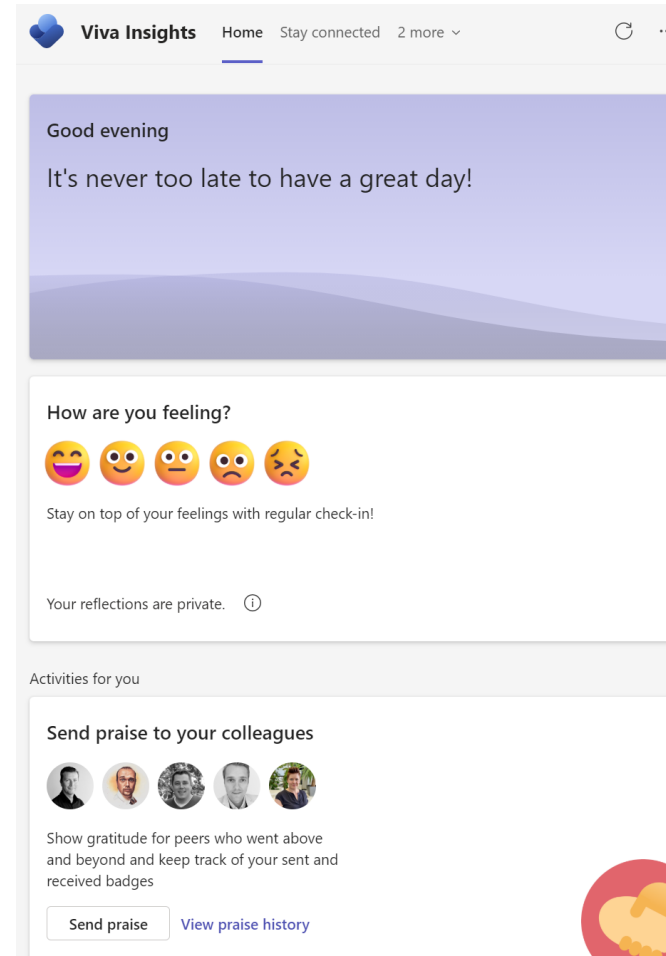 Viva Insights Home Stay connected 2 more
Good evening
It's never too late to have a great day!
How are you feeling?
Stay on top of your feelings with regular check-in!
Your reflections are private.
Activities for you
Send praise to your colleagues
Show gratitude for peers who went above
and beyond and keep track of your sent and
received badges
Send praise View praise history